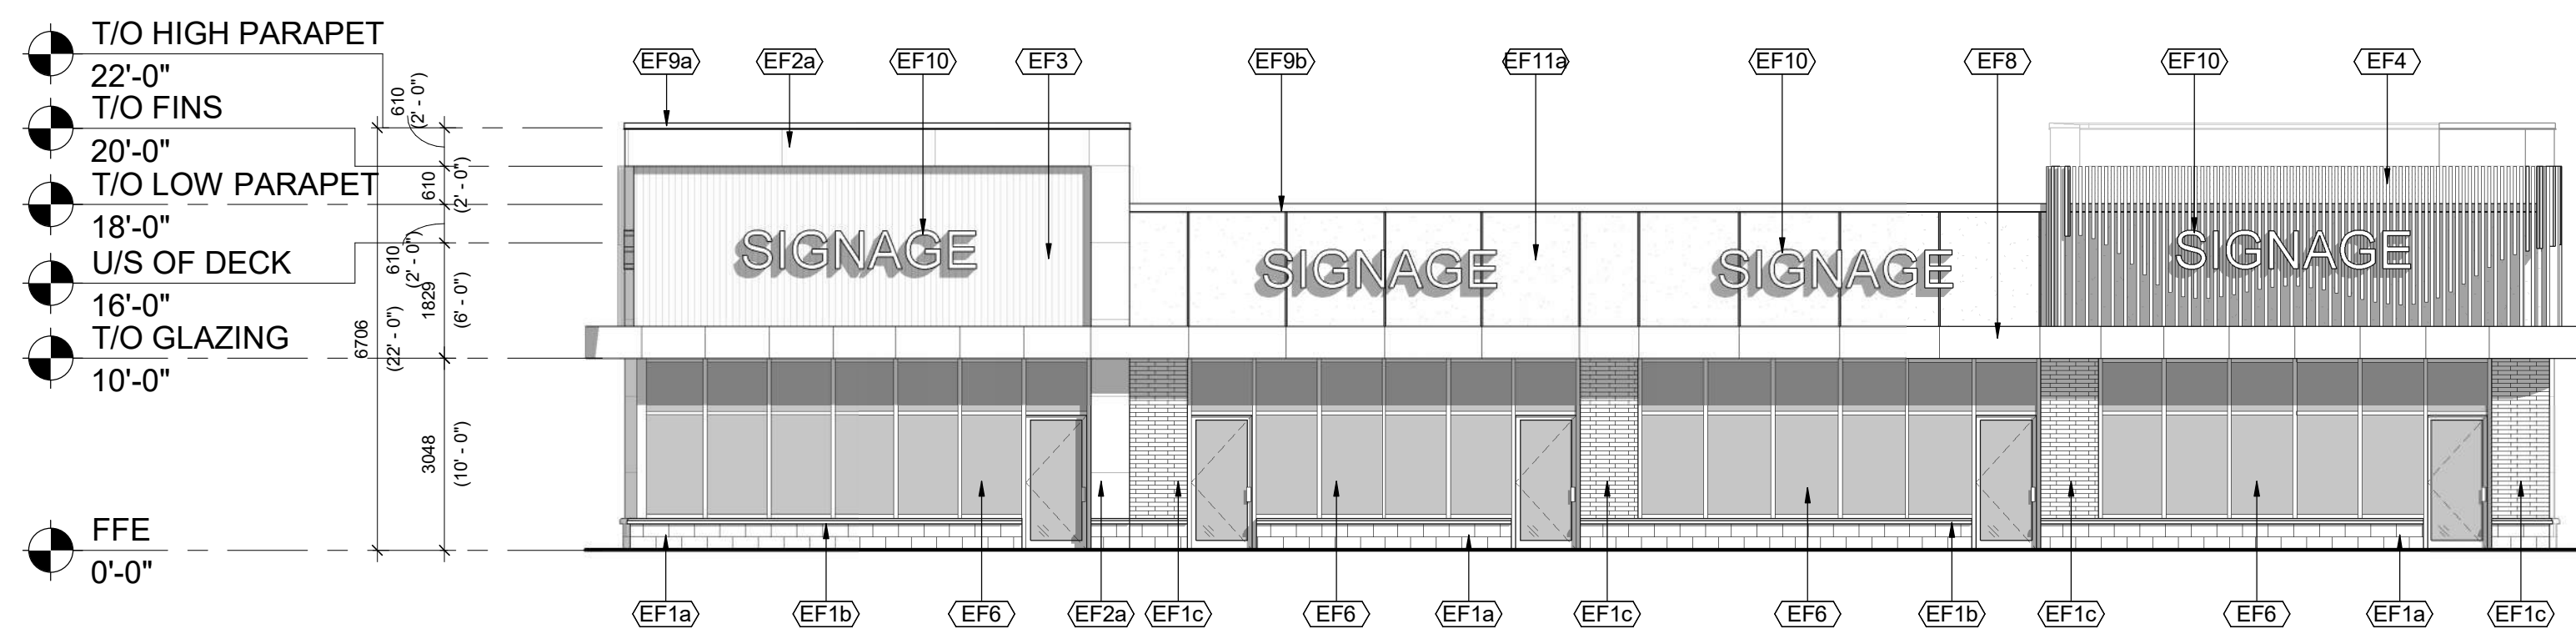 T/O HIGH PARAPET
22'-0"
T/O FINS
20'-0"
T/O LOW PARAPET
18'-0"
U/S OF DECK
16'-0"
T/O GLAZING
10'-0"
FFE
0'-0"
610
(2' - 0")
610
(2' - 0")
610
(2' - 0")
1829
(6' - 0")
6706
(22' - 0")
3048
(10' - 0")
EF9a
EF2a
EF10
EF3
EF9b
EF11a
EF10
EF8
EF10
EF4
SIGNAGE
SIGNAGE
SIGNAGE
SIGNAGE
EF1a
EF1b
EF6
EF2a
EF1c
EF6
EF1a
EF1c
EF6
EF1b
EF1c
EF6
EF1a
EF1c